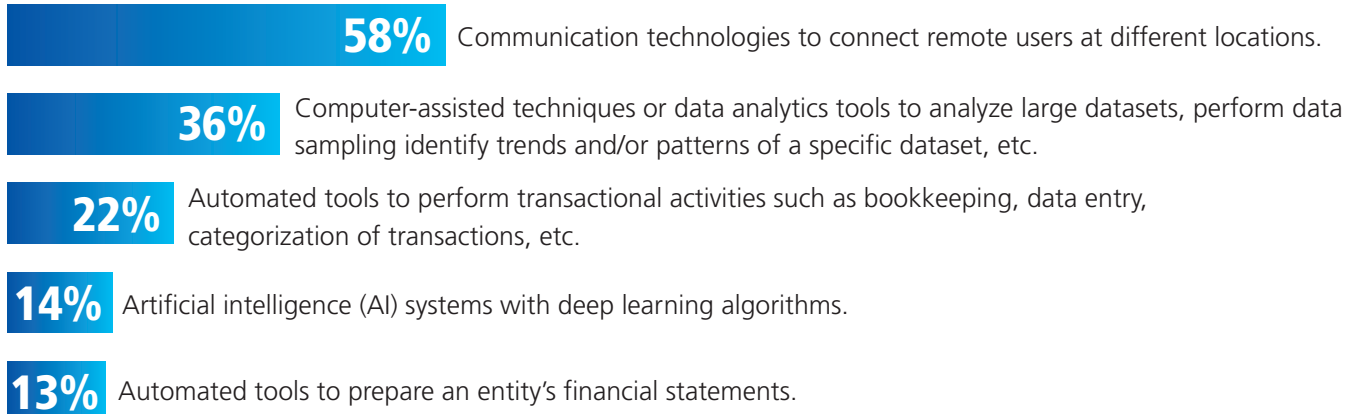 58% Communication technologies to connect remote users at different locations.
36% Computer-assisted techniques or data analytics tools to analyze large datasets, perform data
sampling identify trends and/or patterns of a specific dataset, etc.
22% Automated tools to perform transactional activities such as bookkeeping, data entry,
categorization of transactions, etc.
14% Artificial intelligence (AI) systems with deep learning algorithms.
13% Automated tools to prepare an entity’s financial statements.